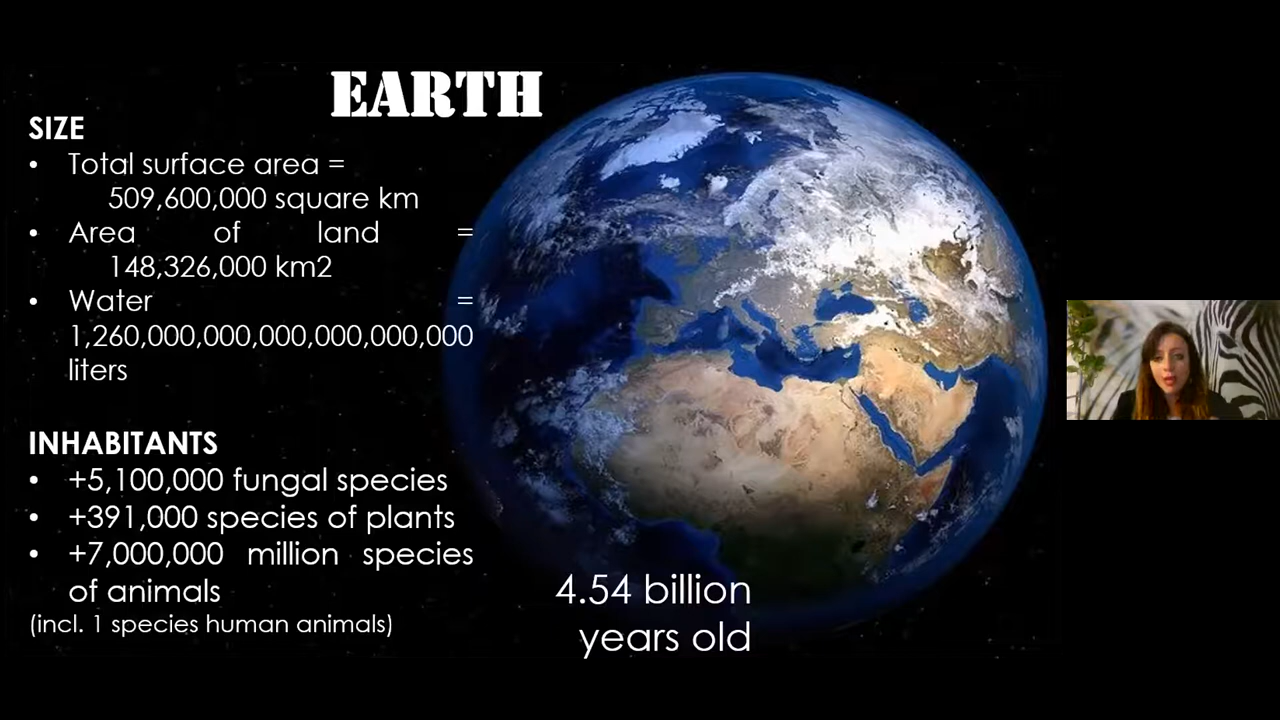 EARTH
SIZE
• Total surface area =
509,600,000 square km
• Area of land =
148,326,000 km2
• Water =
1,260,000,000,000,000,000,000
liters
INHABITANTS
• +5,100,000 fungal species
• +391,000 species of plants
• +7,000,000 million species
of animals
(incl. 1 species human animals)
4.54 billion
years old